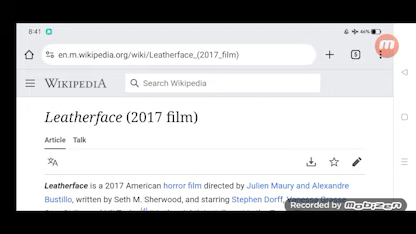 8:41 46%
en.m.wikipedia.org/wiki/Leatherface_(2017_film) 5
WIKIPEDIA Search Wikipedia
Leatherface (2017 film)
Article Talk
Leatherface is a 2017 American horror film directed by Julien Maury and Alexandre
Bustillo, written by Seth M. Sherwood, and starring Stephen Dorff,
Recorded by mobizen